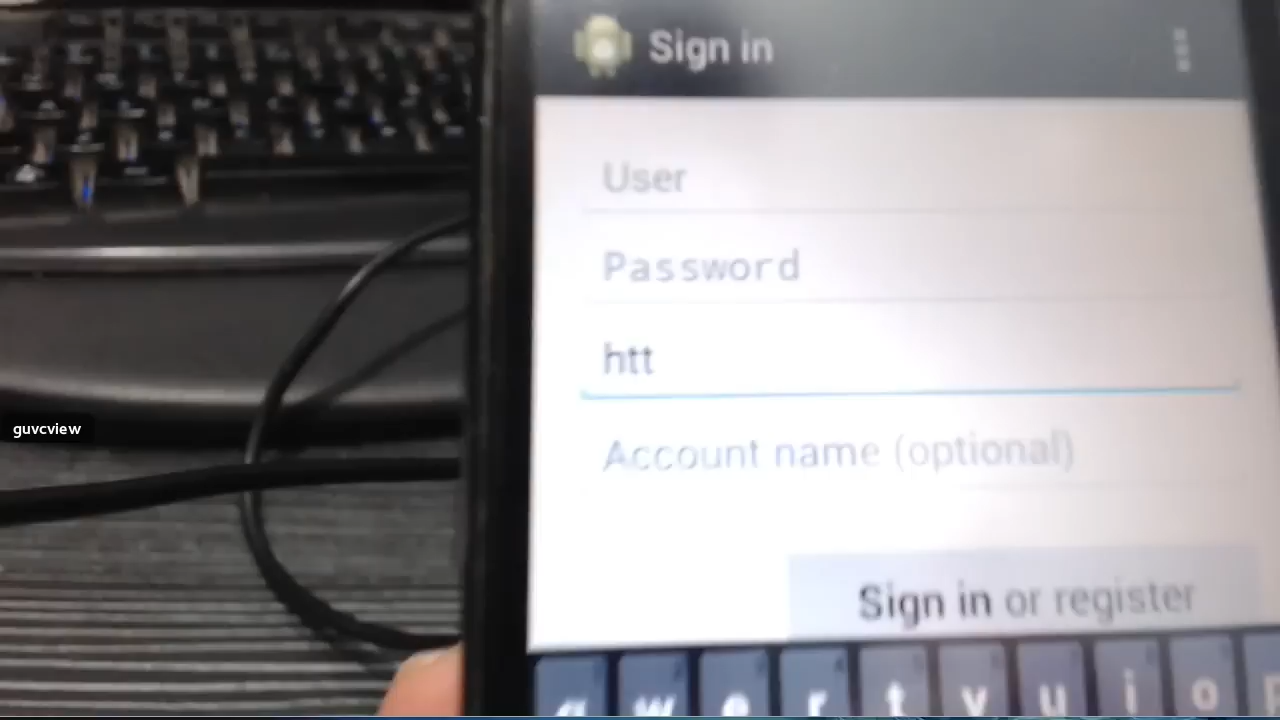 Sign in
User
Password
htt
guvcview
Account name (optional)
Sign in or register
q w e r t y u i o p